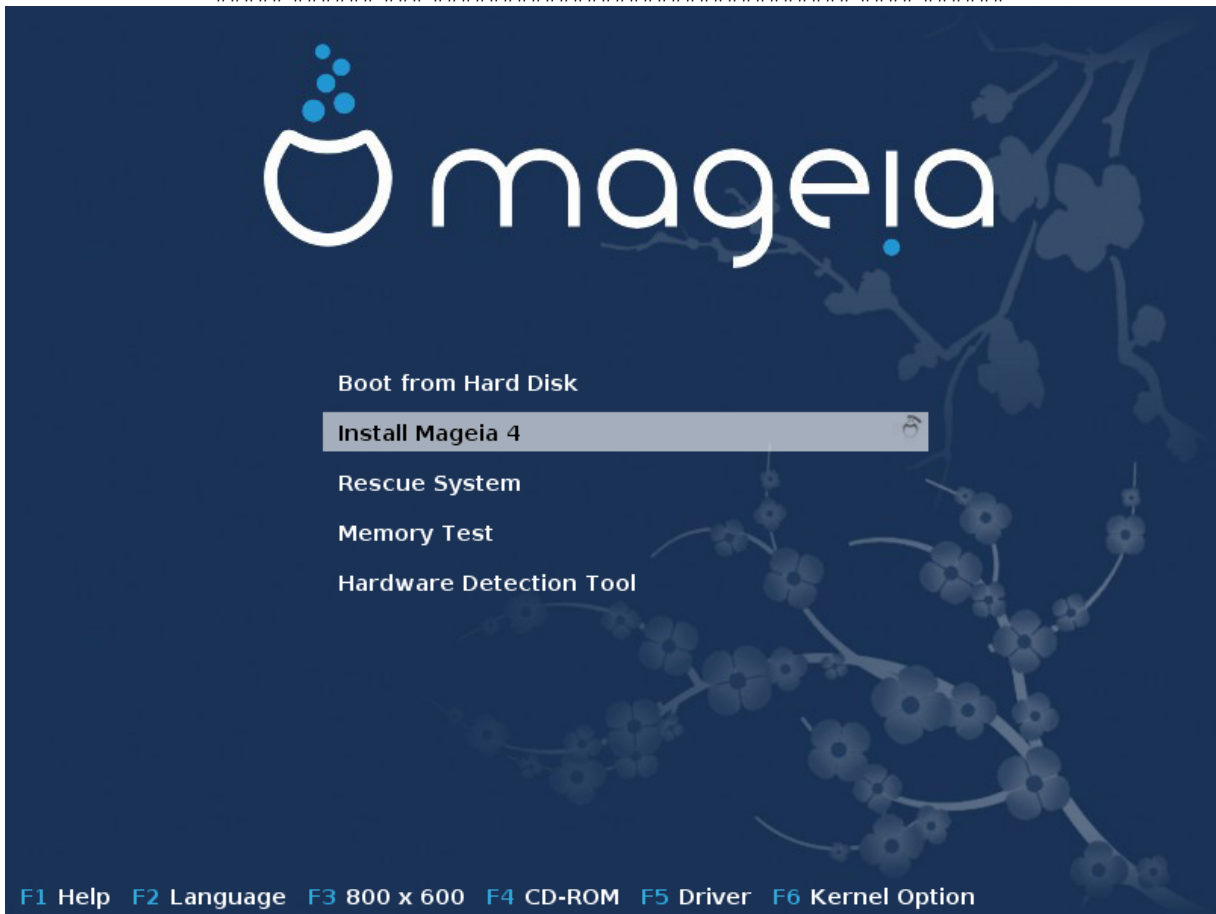 mageia
Boot from Hard Disk
Install Mageia 4
Rescue System
Memory Test
Hardware Detection Tool
F1 Help F2 Language F3 800 x 600 F4 CD-ROM F5 Driver F6 Kernel Option